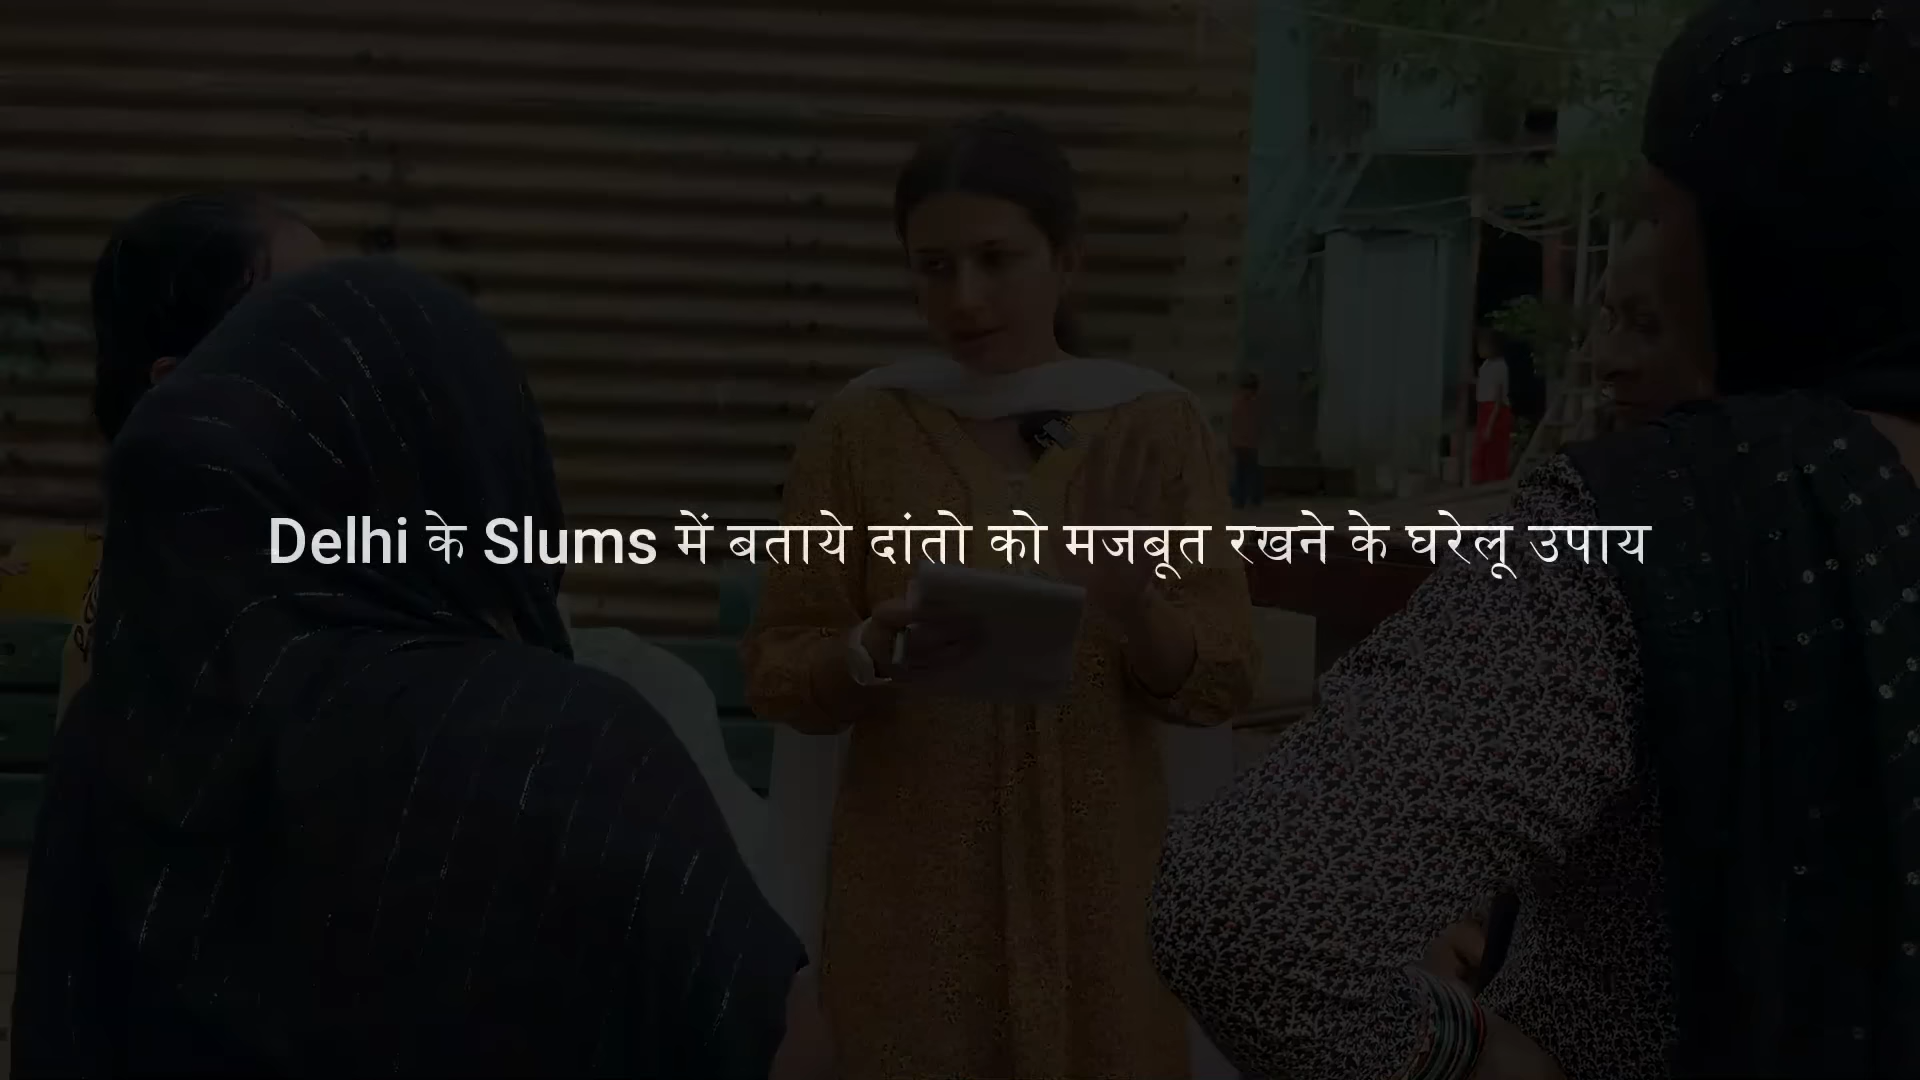 Delhi के Slums में बताये दांतो को मजबूत रखने के घरेलू उपाय